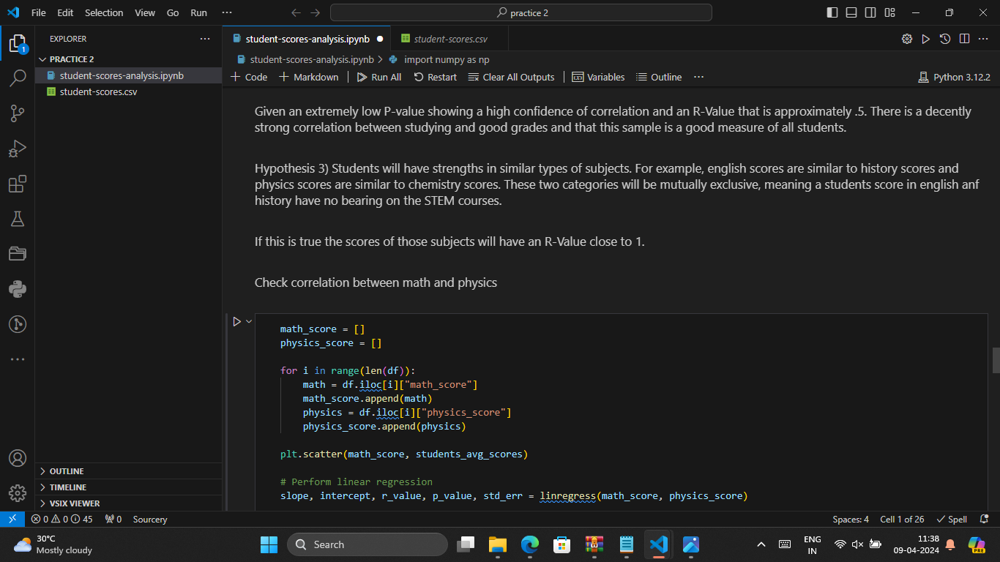 File Edit Selection View Go Run ···
practice 2
EXPLORER
PRACTICE 2
student-scores-analysis.ipynb
student-scores.csv
OUTLINE
TIMELINE
VSIX VIEWER
student-scores-analysis.ipynb
student-scores.csv
student-scores-analysis.ipynb > import numpy as np
+ Code + Markdown | Run All Restart Clear All Outputs | Variables Outline ···
Python 3.12.2
Given an extremely low P-value showing a high confidence of correlation and an R-Value that is approximately .5. There is a decently
strong correlation between studying and good grades and that this sample is a good measure of all students.
Hypothesis 3) Students will have strengths in similar types of subjects. For example, english scores are similar to history scores and
physics scores are similar to chemistry scores. These two categories will be mutually exclusive, meaning a students score in english anf
history have no bearing on the STEM courses.
If this is true the scores of those subjects will have an R-Value close to 1.
Check correlation between math and physics
math_score = []
physics_score = []
for i in range(len(df)):
math = df.iloc[i]["math_score"]
math_score.append(math)
physics = df.iloc[i]["physics_score"]
physics_score.append(physics)
plt.scatter(math_score, students_avg_scores)
# Perform linear regression
slope, intercept, r_value, p_value, std_err = linregress(math_score, physics_score)
1
0 0 45 0 Sourcery
Spaces: 4 Cell 1 of 26 Spell
30°C
Mostly cloudy
Search
ENG
IN
11:38
09-04-2024
PRE